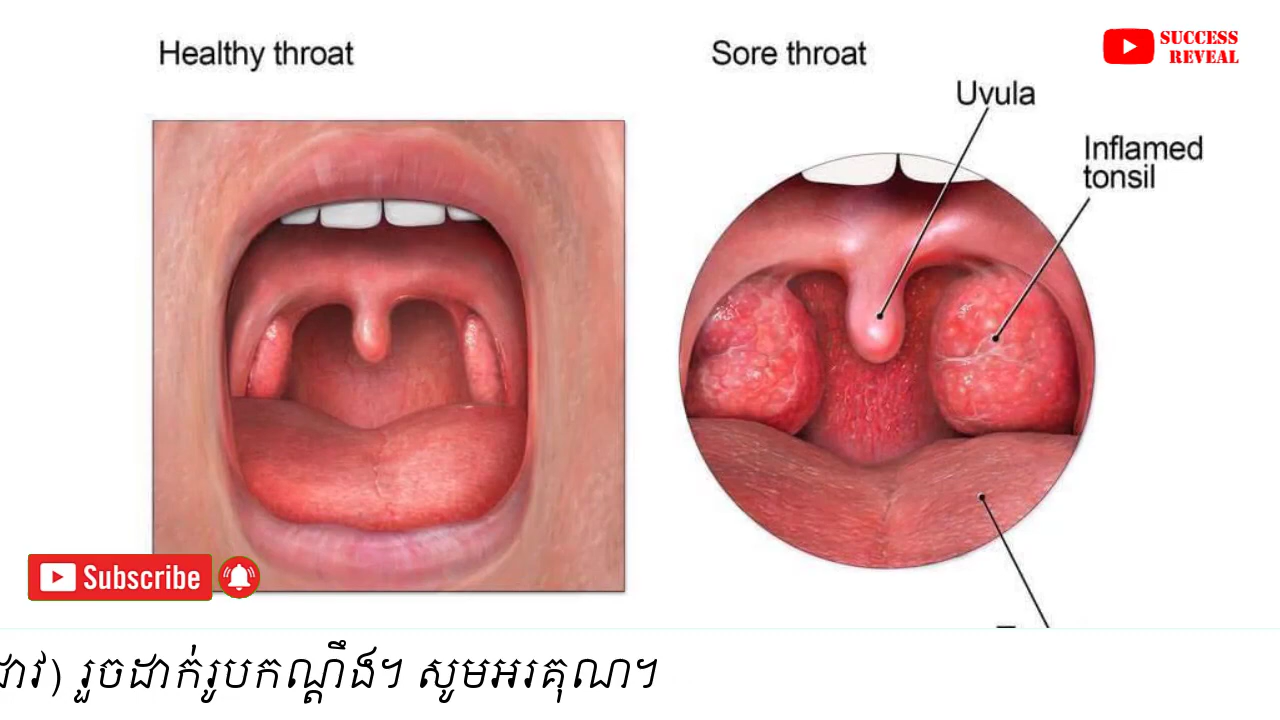 Healthy throat
Sore throat
SUCCESS
REVEAL
Uvula
Inflamed
tonsil
Subscribe
រួចដាក់រូបកណ្ដឹង។ សូមអរគុណ។